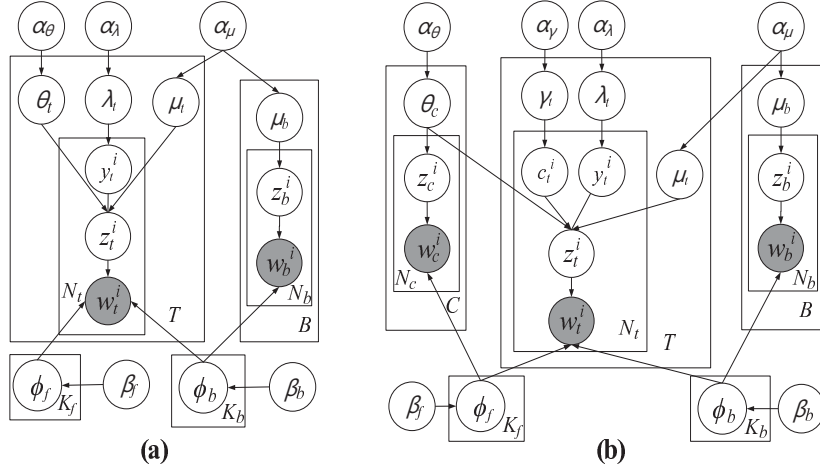 α_θ α_λ α_μ
θ_t λ_t μ_t
μ_b
y_t^i
z_b^i
z_t^i
w_b^i
N_t w_t^i N_b
T B
ϕ_f β_f ϕ_b β_b
K_f K_b
(a)
α_θ α_γ α_λ α_μ
θ_c γ_t λ_t μ_b
z_c^i c_t^i y_t^i μ_t z_b^i
w_c^i z_t^i w_b^i
N_c N_b
C w_t^i N_t B
T
β_f ϕ_f ϕ_b β_b
K_f K_b
(b)